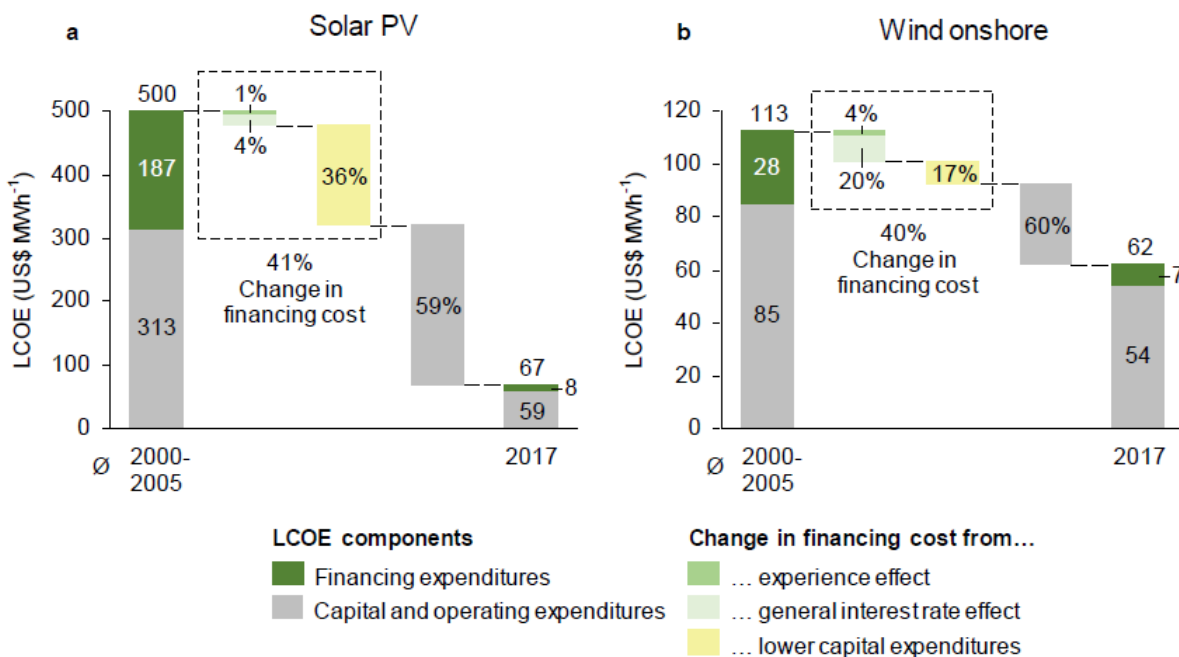 a
Solar PV
LCOE (US$ MWh⁻¹)
500
400
300
200
100
0
500
187
313
1%
4%
36%
41%
Change in
financing cost
59%
67
8
59
Ø
2000-
2005
2017
b
Wind onshore
LCOE (US$ MWh⁻¹)
120
100
80
60
40
20
0
113
28
85
4%
20%
17%
40%
Change in
financing cost
60%
62
7
54
Ø
2000-
2005
2017
LCOE components
Financing expenditures
Capital and operating expenditures
Change in financing cost from…
… experience effect
… general interest rate effect
… lower capital expenditures